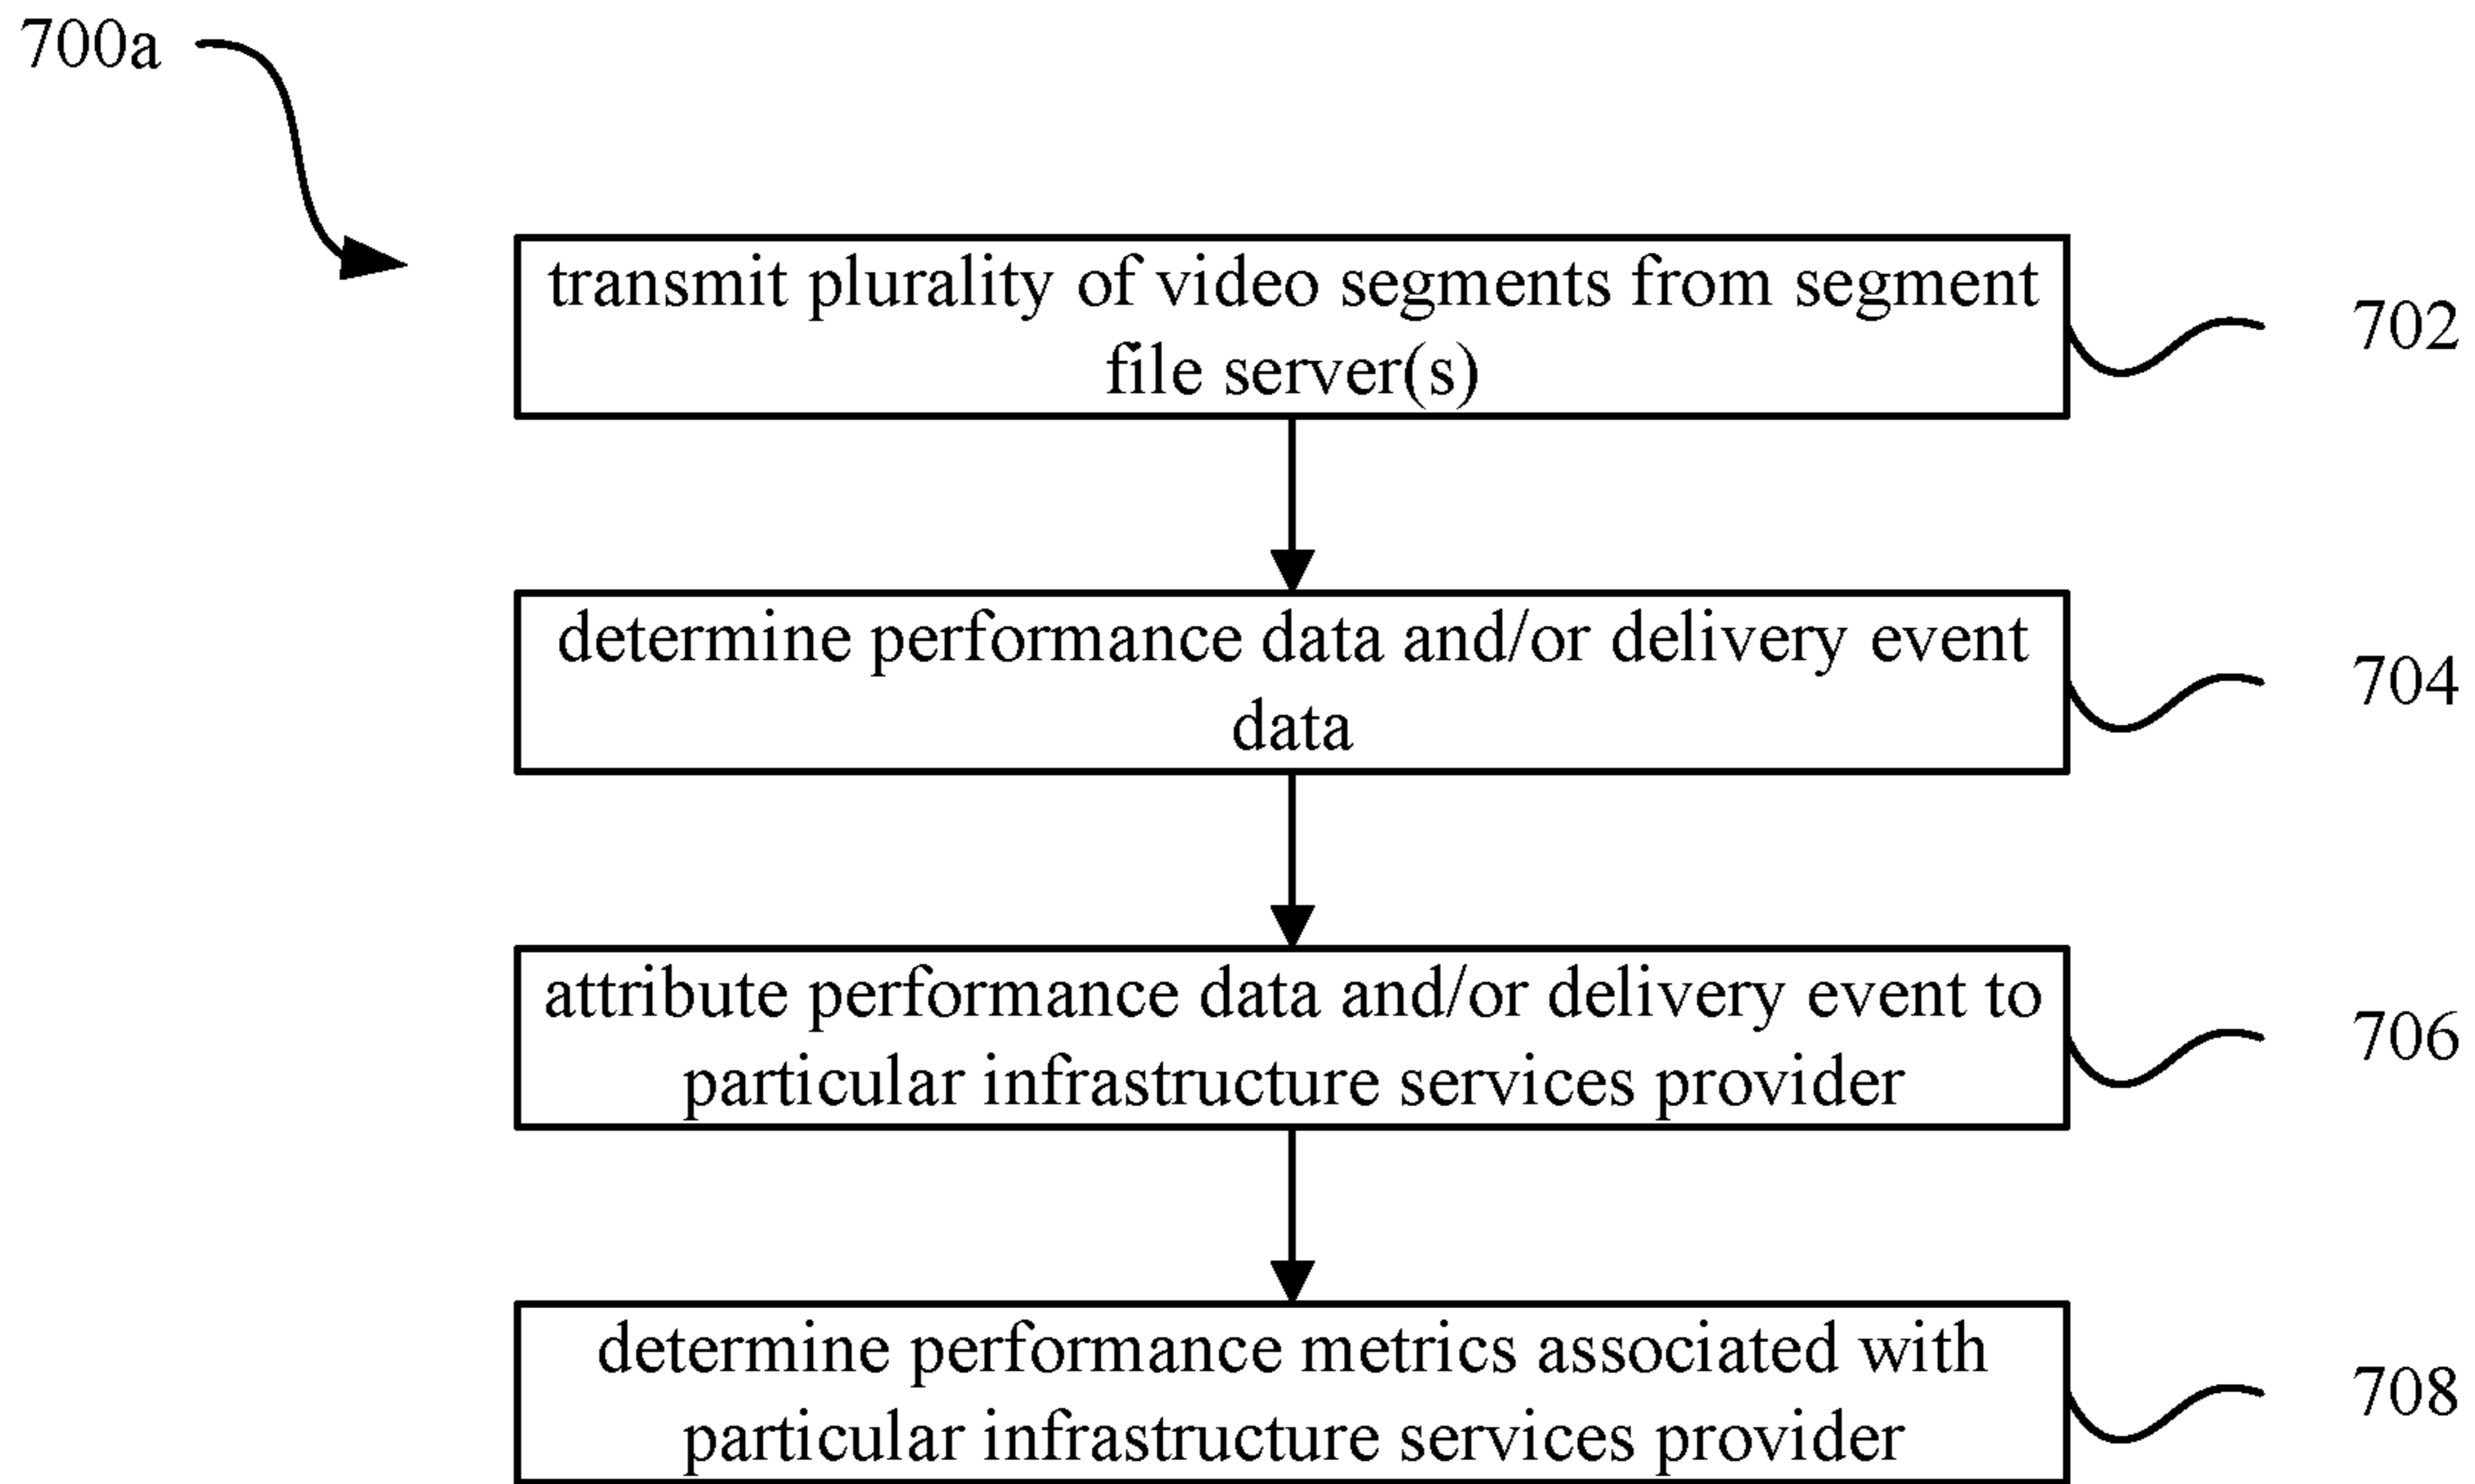 700a
transmit plurality of video segments from segment
file server(s)
702
determine performance data and/or delivery event
data
704
attribute performance data and/or delivery event to
particular infrastructure services provider
706
determine performance metrics associated with
particular infrastructure services provider
708